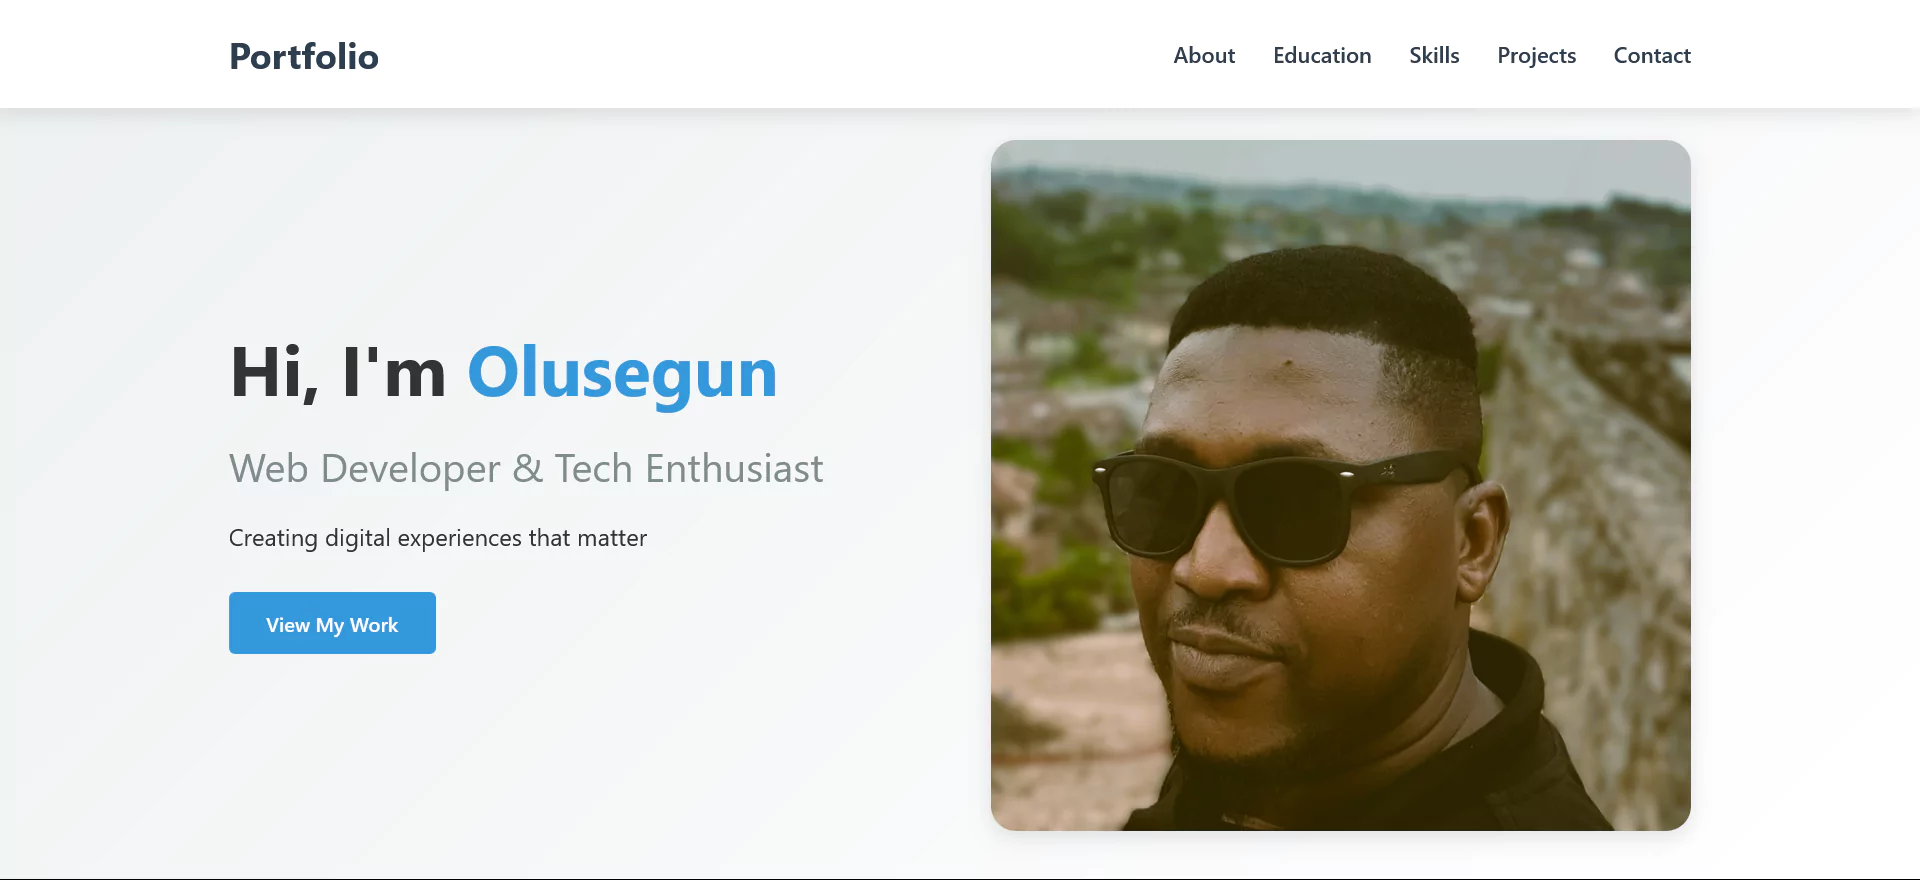 Portfolio
About Education Skills Projects Contact
Hi, I'm Olusegun
Web Developer & Tech Enthusiast
Creating digital experiences that matter
View My Work